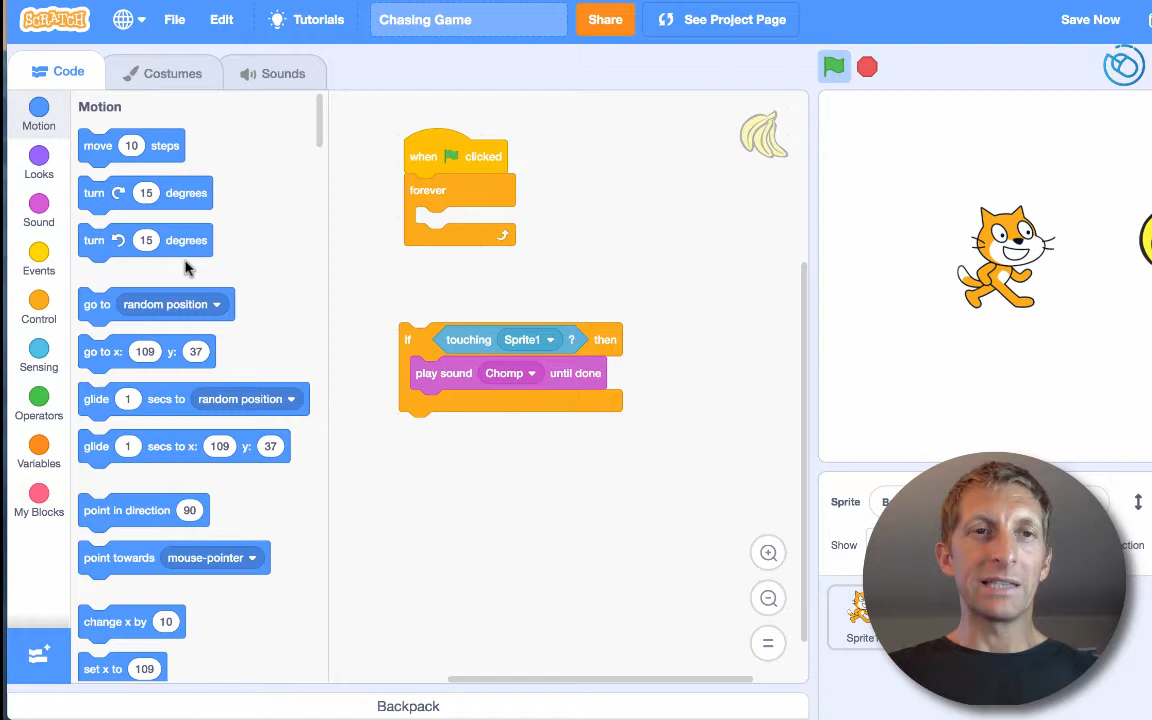 SCRATCH File Edit Tutorials Chasing Game Share See Project Page Save Now
Code Costumes Sounds
Motion
Looks
Sound
Events
Control
Sensing
Operators
Variables
My Blocks
Motion
move 10 steps
turn 15 degrees
turn 15 degrees
go to random position
go to x: 109 y: 37
glide 1 secs to random position
glide 1 secs to x: 109 y: 37
point in direction 90
point towards mouse-pointer
change x by 10
set x to 109
when clicked
forever
if touching Sprite1 ? then
play sound Chomp until done
Backpack
Sprite
Show
Sprite1